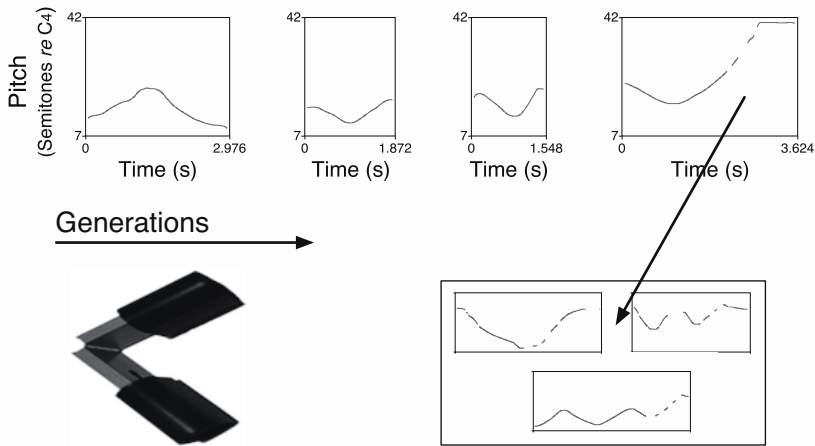 Pitch
(Semitones re C4)
42
7
0
2.976
Time (s)
42
7
0
1.872
Time (s)
42
7
0
1.548
Time (s)
42
7
0
3.624
Time (s)
Generations